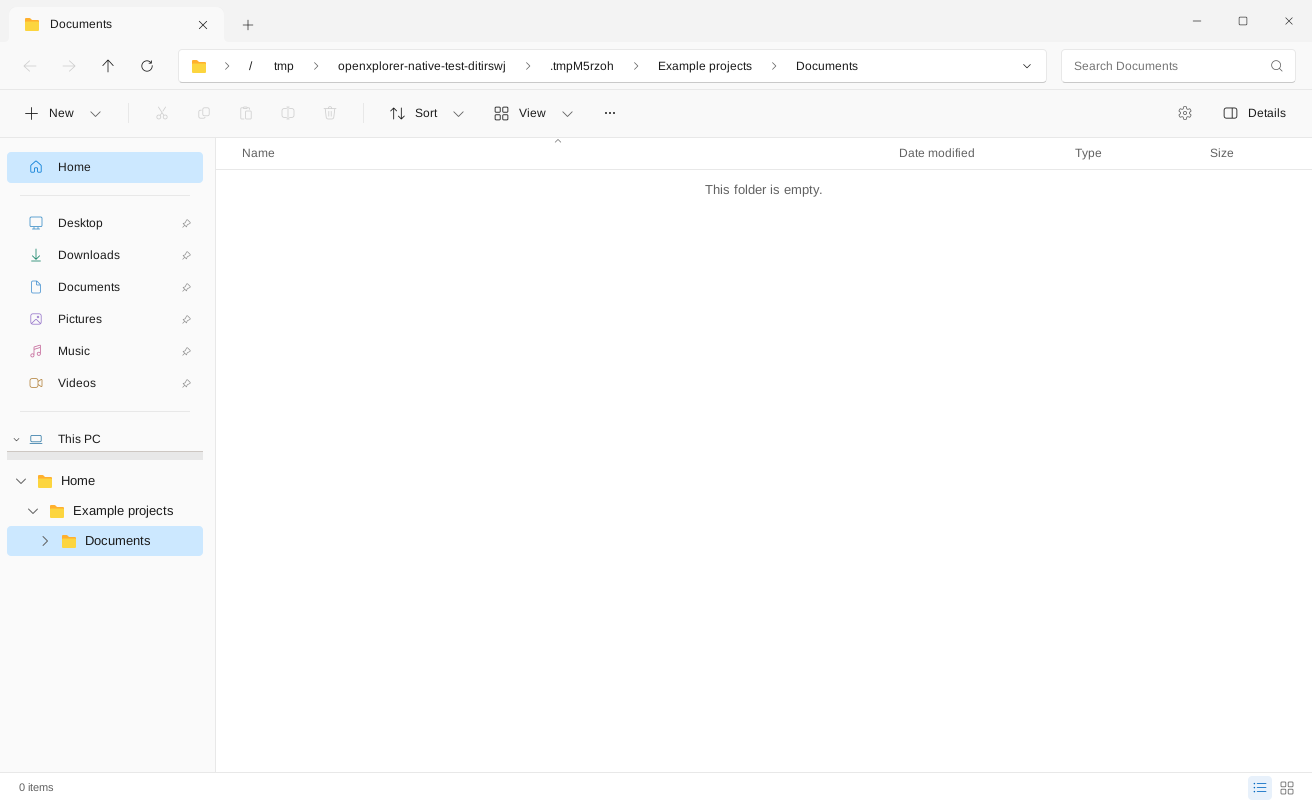 Documents
/ tmp openxplorer-native-test-ditirswj .tmpM5rzoh Example projects Documents
Search Documents
New Sort View Details
Name Date modified Type Size
This folder is empty.
Home
Desktop
Downloads
Documents
Pictures
Music
Videos
This PC
Home
Example projects
Documents
0 items